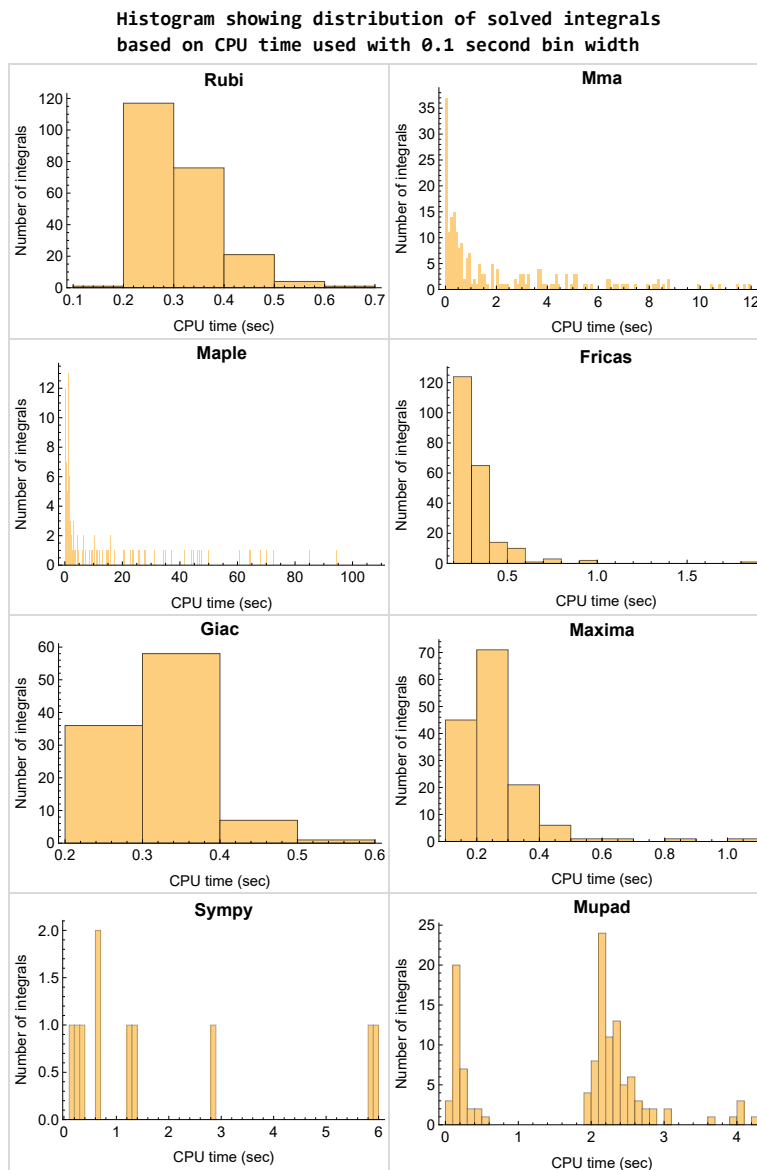 Histogram showing distribution of solved integrals
based on CPU time used with 0.1 second bin width
Rubi
Number of integrals
120
100
80
60
40
20
0
0.1 0.2 0.3 0.4 0.5 0.6 0.7
CPU time (sec)
Mma
Number of integrals
35
30
25
20
15
10
5
0
0 2 4 6 8 10 12
CPU time (sec)
Maple
Number of integrals
12
10
8
6
4
2
0
0 20 40 60 80 100
CPU time (sec)
Fricas
Number of integrals
120
100
80
60
40
20
0
0.5 1.0 1.5
CPU time (sec)
Giac
Number of integrals
60
50
40
30
20
10
0
0.2 0.3 0.4 0.5 0.6
CPU time (sec)
Maxima
Number of integrals
70
60
50
40
30
20
10
0
0.2 0.4 0.6 0.8 1.0
CPU time (sec)
Sympy
Number of integrals
2.0
1.5
1.0
0.5
0.0
0 1 2 3 4 5 6
CPU time (sec)
Mupad
Number of integrals
25
20
15
10
5
0
0 1 2 3 4
CPU time (sec)